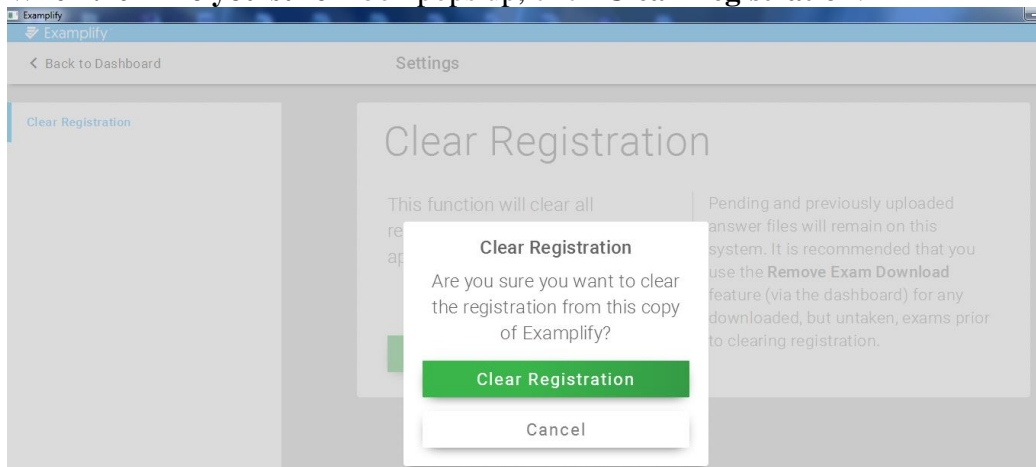 Examplify
Examplify
Back to Dashboard
Settings
Clear Registration
Clear Registration
This function will clear all
Pending and previously uploaded
answer files will remain on this
system. It is recommended that you
use the Remove Exam Download
feature (via the dashboard) for any
downloaded, but untaken, exams prior
to clearing registration.
Clear Registration
Are you sure you want to clear
the registration from this copy
of Examplify?
Clear Registration
Cancel